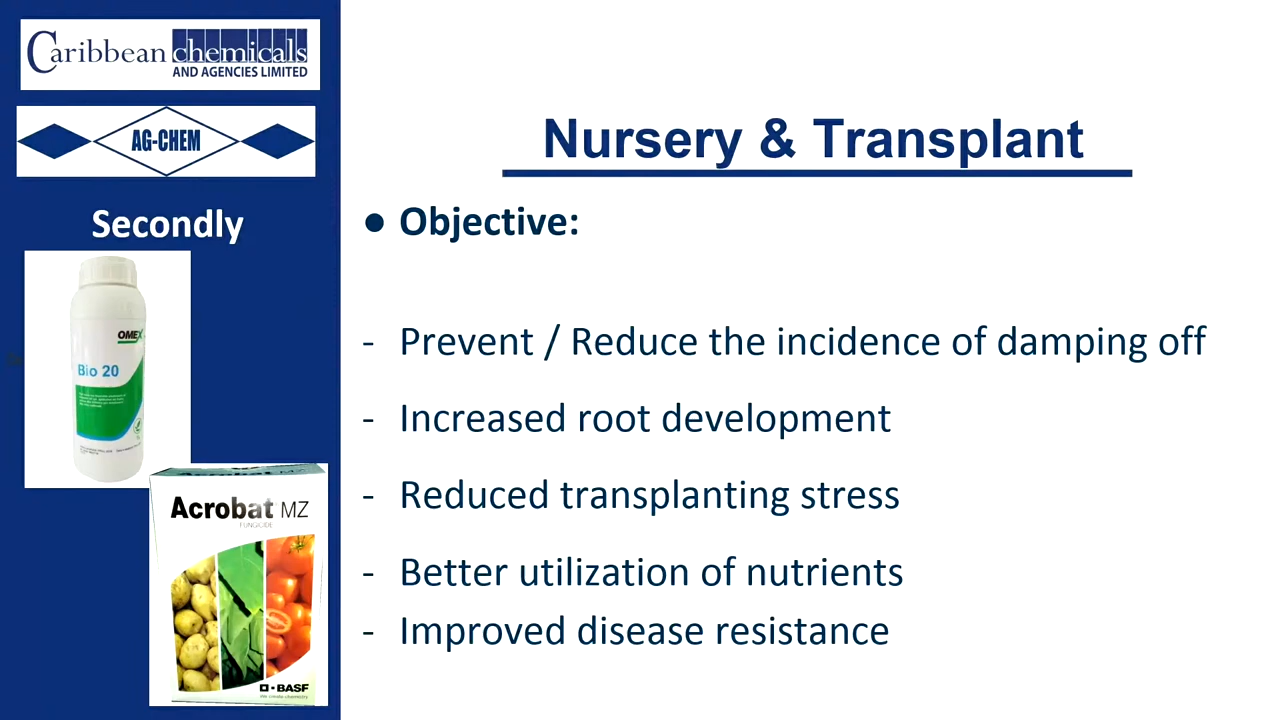 Caribbean chemicals
AND AGENCIES LIMITED
AG-CHEM
Secondly
OMEX
Bio 20
Acrobat MZ
FUNGICIDE
BASF
Nursery & Transplant
● Objective:
- Prevent / Reduce the incidence of damping off
- Increased root development
- Reduced transplanting stress
- Better utilization of nutrients
- Improved disease resistance